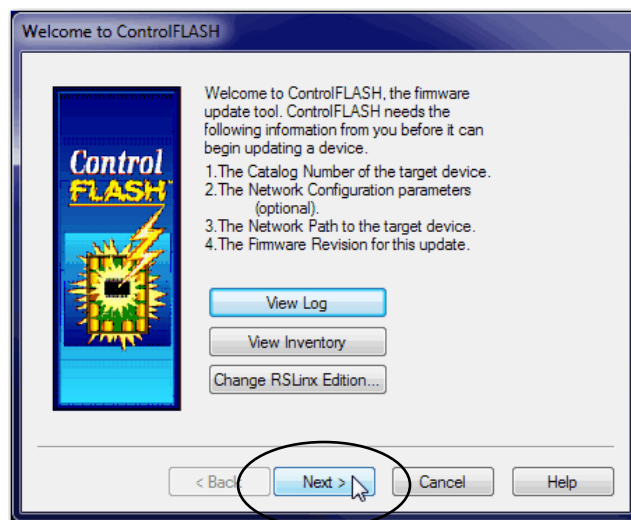 Welcome to ControlFLASH
Control
FLASH
Welcome to ControlFLASH, the firmware
update tool. ControlFLASH needs the
following information from you before it can
begin updating a device.
1.The Catalog Number of the target device.
2.The Network Configuration parameters
(optional).
3.The Network Path to the target device.
4.The Firmware Revision for this update.
View Log
View Inventory
Change RSLinx Edition...
< Back Next > Cancel Help